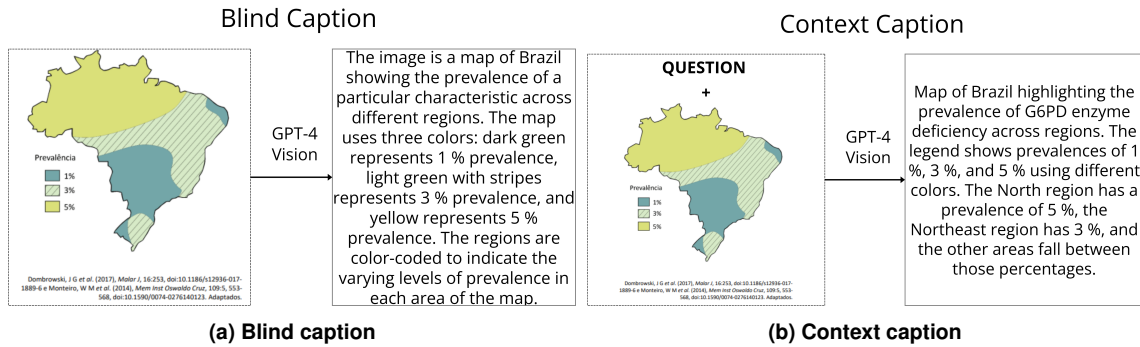 Blind Caption
Prevalência
1%
3%
5%
Dombrowski, J G et al. (2017), Malar J, 16:253, doi:10.1186/s12936-017-
1889-6 e Monteiro, W M et al. (2014), Mem Inst Oswaldo Cruz, 109:5, 553-
568, doi:10.1590/0074-0276140123. Adaptados.
GPT-4
Vision
The image is a map of Brazil
showing the prevalence of a
particular characteristic across
different regions. The map
uses three colors: dark green
represents 1 % prevalence,
light green with stripes
represents 3 % prevalence, and
yellow represents 5 %
prevalence. The regions are
color-coded to indicate the
varying levels of prevalence in
each area of the map.
(a) Blind caption
Context Caption
QUESTION
+
Prevalência
1%
3%
5%
Dombrowski, J G et al. (2017), Malar J, 16:253, doi:10.1186/s12936-017-
1889-6 e Monteiro, W M et al. (2014), Mem Inst Oswaldo Cruz, 109:5, 553-
568, doi:10.1590/0074-0276140123. Adaptados.
GPT-4
Vision
Map of Brazil highlighting the
prevalence of G6PD enzyme
deficiency across regions. The
legend shows prevalences of 1
%, 3 %, and 5 % using different
colors. The North region has a
prevalence of 5 %, the
Northeast region has 3 %, and
the other areas fall between
those percentages.
(b) Context caption